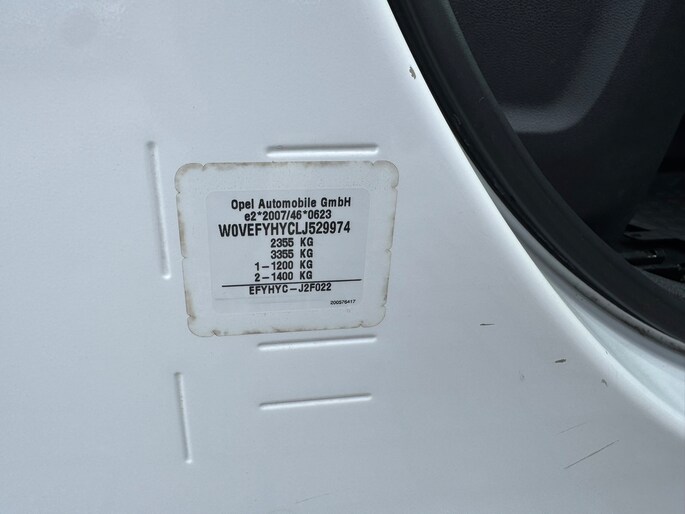 Opel Automobile GmbH
e2*2007/46*0623
W0VEFYHYCLJ529974
2355 KG
3355 KG
1-1200 KG
2-1400 KG
EFYHYC-J2F022
200576417